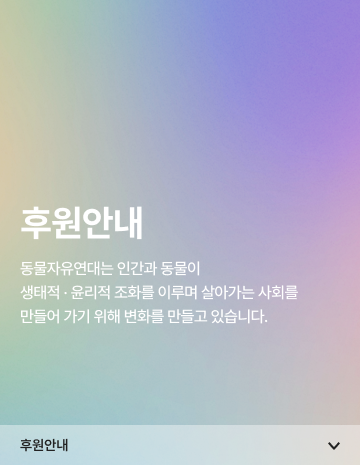 후원안내
동물자유연대는 인간과 동물이
생태적 · 윤리적 조화를 이루며 살아가는 사회를
만들어 가기 위해 변화를 만들고 있습니다.
후원안내